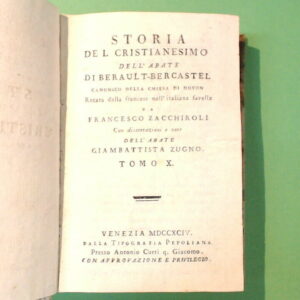 STORIA
DEL CRISTIANESIMO
DELL'ABATE
DI BERAULT-BERCASTEL
CANONICO DELLA CHIESA DI NOYON
Recata dalla francese nell'italiana favella
DA
FRANCESCO ZACCHIROLI
Con dissertazioni e note
DELL'ABATE
GIAMBATTISTA ZUGNO.
TOMO X.
VENEZIA MDCCXCIV.
DALLA TIPOGRAFIA PEPOLIANA.
Presso Antonio Curti q. Giacomo.
CON APPROVAZIONE E PRIVILEGIO.